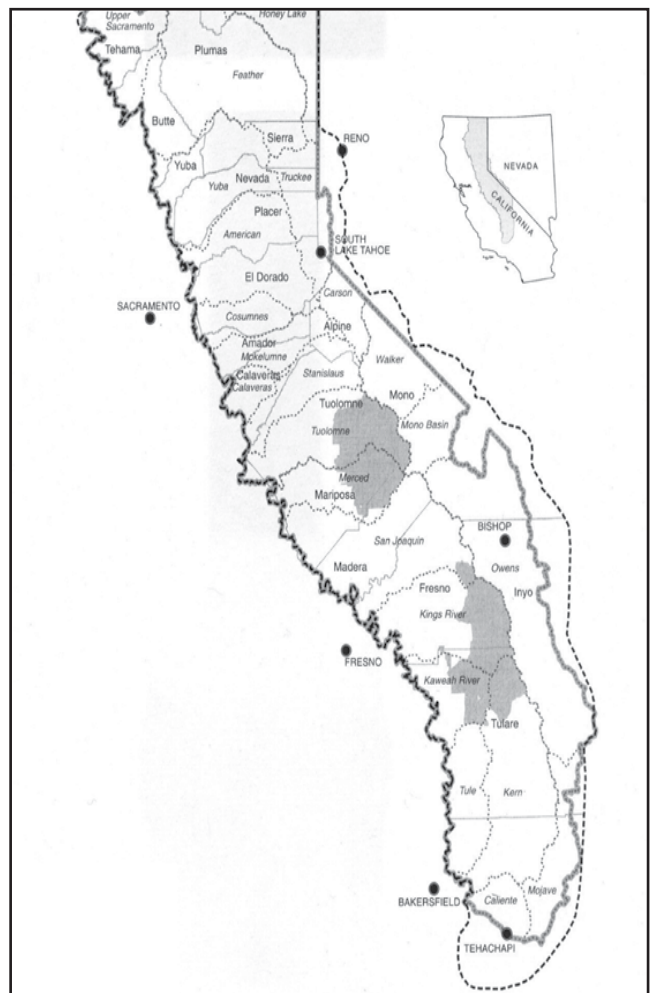 Upper
Sacramento
Honey Lake
Tehama
Plumas
Feather
Butte
Sierra
RENO
Yuba
Yuba
Nevada
Truckee
NEVADA
CALIFORNIA
Placer
American
SOUTH
LAKE TAHOE
El Dorado
Carson
SACRAMENTO
Cosumnes
Alpine
Amador
Mokelumne
Walker
Calaveras
Calaveras
Stanislaus
Tuolomne
Mono
Tuolomne
Mono Basin
Merced
Mariposa
BISHOP
San Joaquin
Madera
Owens
Fresno
Inyo
Kings River
FRESNO
Kaweah River
Tulare
Tule
Kern
BAKERSFIELD
Caliente
Mojave
TEHACHAPI